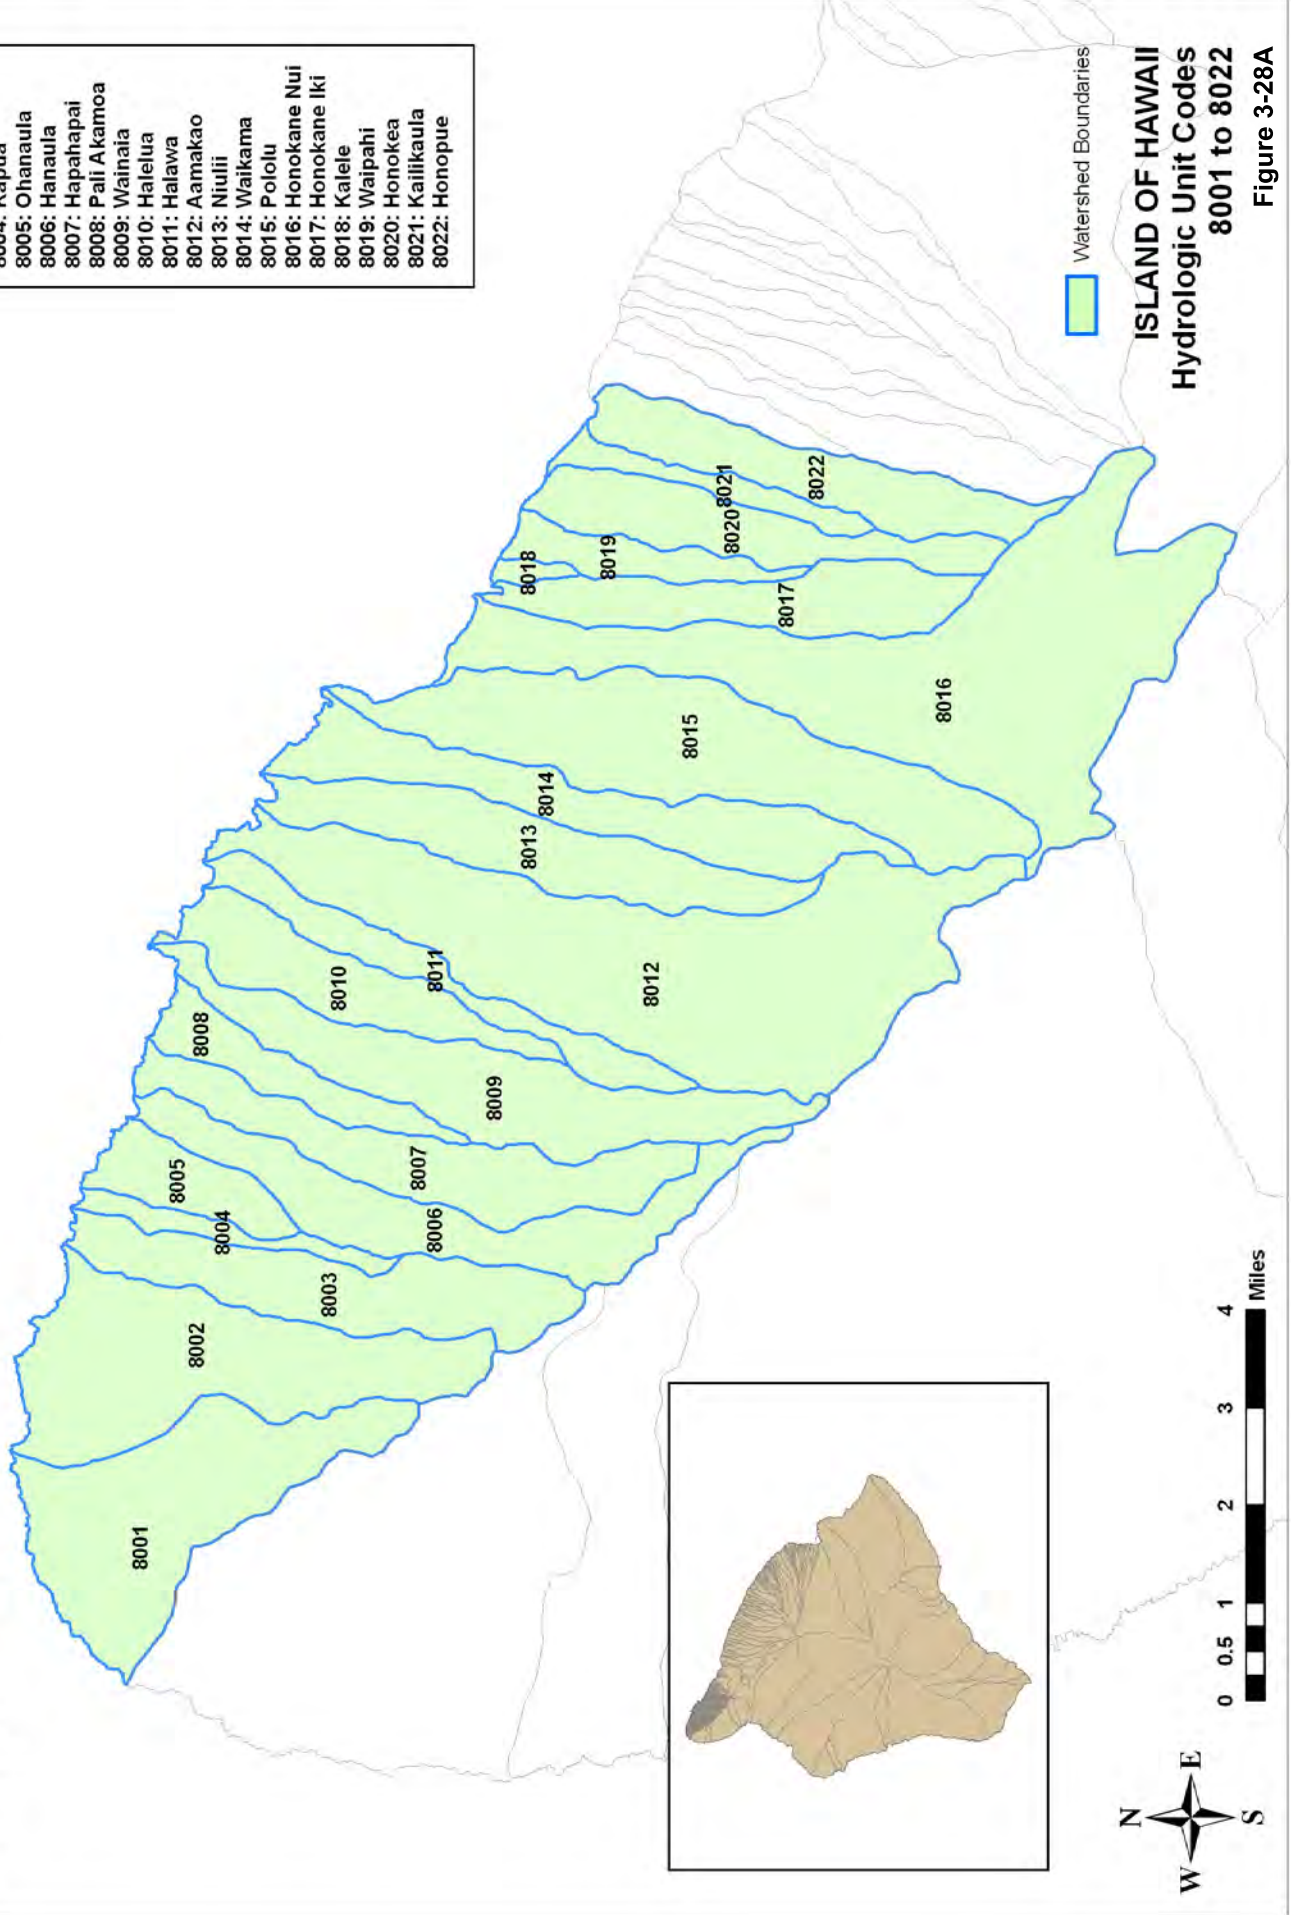 8004: Kapua
8005: Ohanaula
8006: Hanaula
8007: Hapahapai
8008: Pali Akamoa
8009: Wainaia
8010: Halelua
8011: Halawa
8012: Aamakao
8013: Niulii
8014: Waikama
8015: Pololu
8016: Honokane Nui
8017: Honokane Iki
8018: Kalele
8019: Waipahi
8020: Honokea
8021: Kailikaula
8022: Honopue
8001
8002
8003
8004
8005
8006
8007
8008
8009
8010
8011
8012
8013
8014
8015
8016
8017
8018
8019
8020
8021
8022
Watershed Boundaries
ISLAND OF HAWAII
Hydrologic Unit Codes
8001 to 8022
Figure 3-28A
N
W E
S
0 0.5 1 2 3 4
Miles